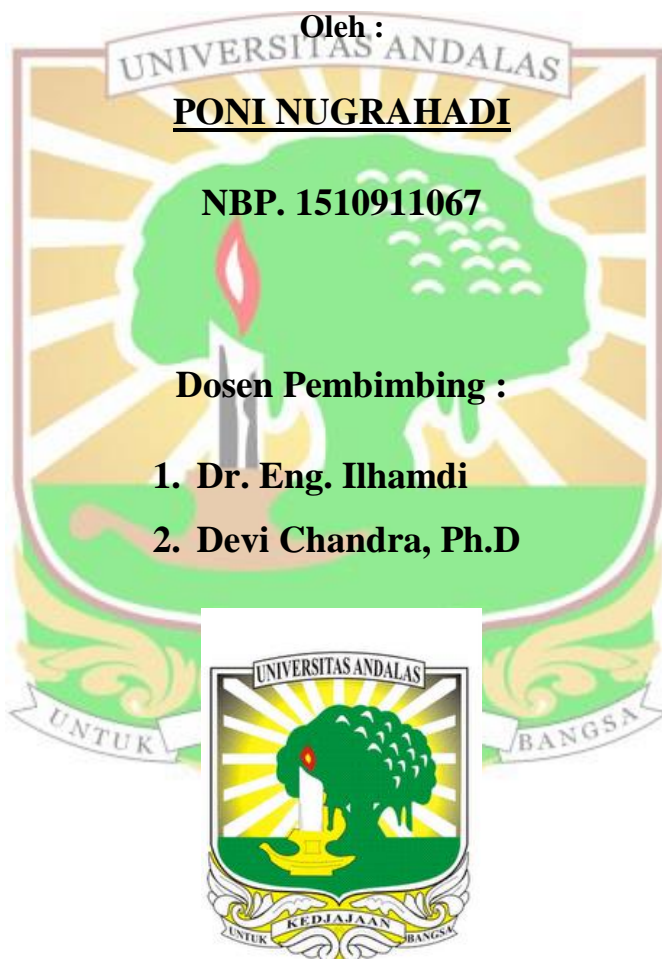 Oleh :
UNIVERSITAS ANDALAS
PONI NUGRAHADI
NBP. 1510911067
Dosen Pembimbing :
1. Dr. Eng. Ilhamdi
2. Devi Chandra, Ph.D
UNIVERSITAS ANDALAS
UNTUK
BANGSA
KEDJAJAAN
UNTUK
BANGSA